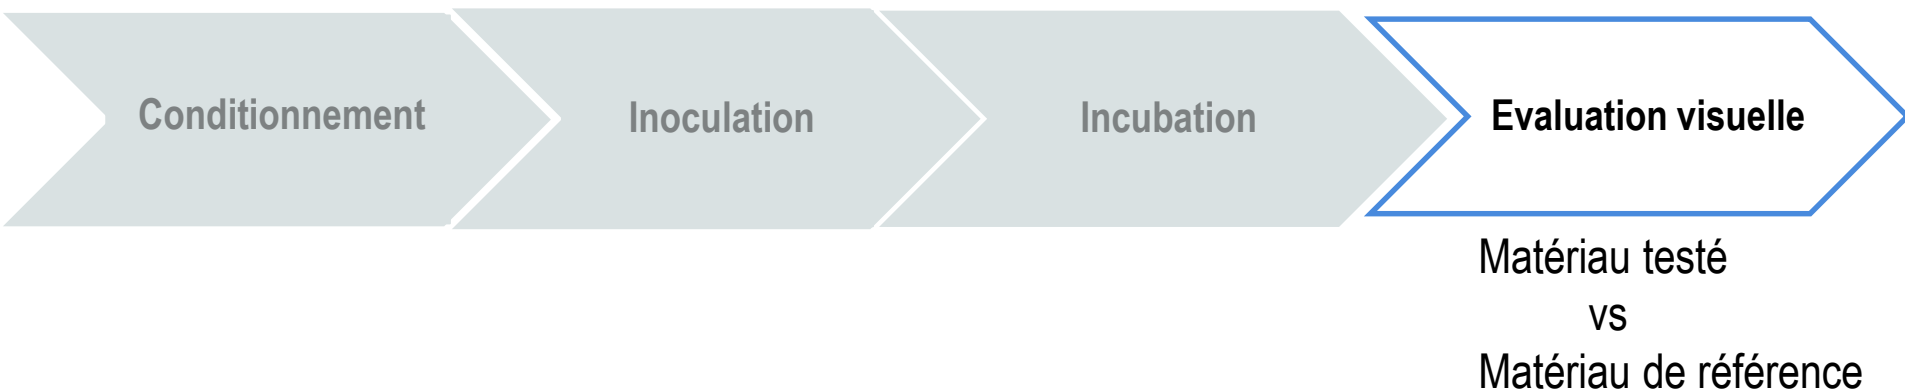 Conditionnement
Inoculation
Incubation
Evaluation visuelle
Matériau testé
vs
Matériau de référence